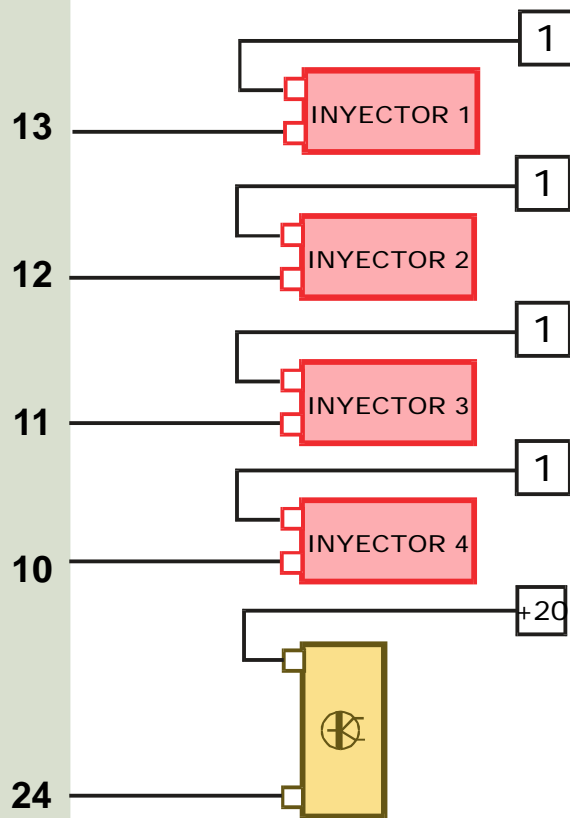 1
13
INYECTOR 1
1
12
INYECTOR 2
1
11
INYECTOR 3
1
10
INYECTOR 4
+20
24